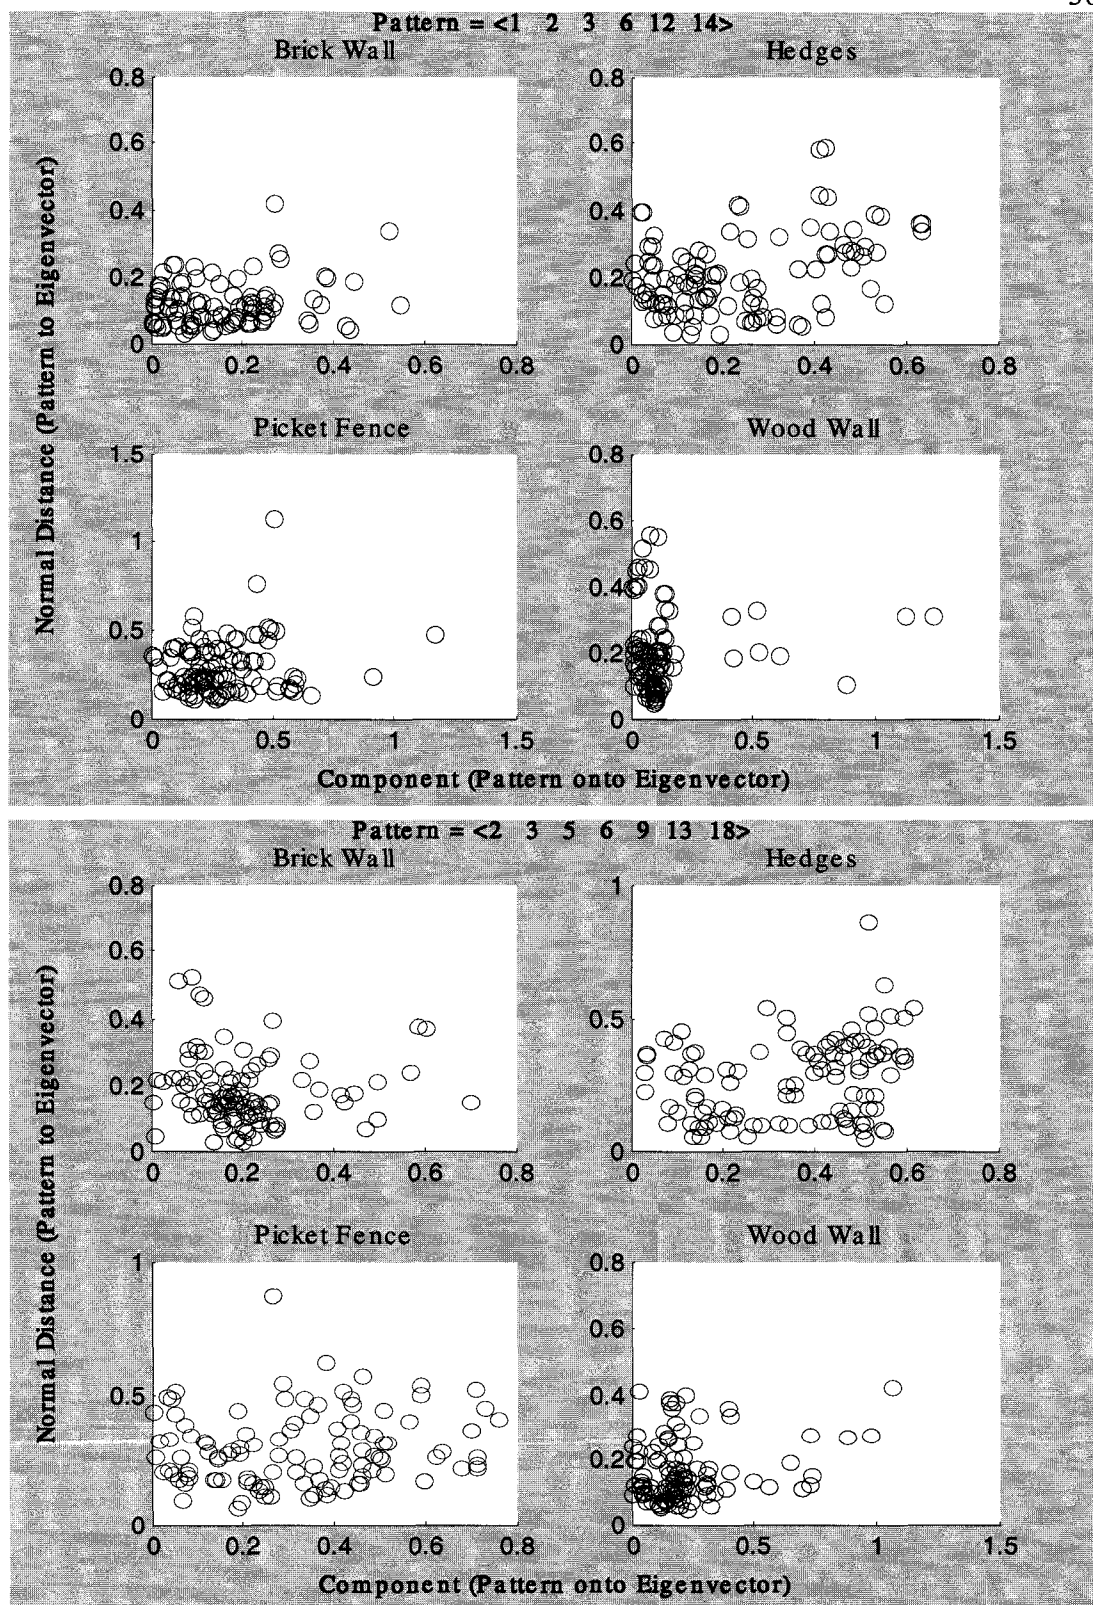 Pattern = <1 2 3 6 12 14>
Brick Wall
Hedges
0.8
0.6
0.4
0.2
0
0 0.2 0.4 0.6 0.8
0.8
0.6
0.4
0.2
0
0 0.2 0.4 0.6 0.8
Picket Fence
Wood Wall
1.5
1
0.5
0
0 0.5 1 1.5
0.8
0.6
0.4
0.2
0
0 0.5 1 1.5
Normal Distance (Pattern to Eigenvector)
Component (Pattern onto Eigenvector)
Pattern = <2 3 5 6 9 13 18>
Brick Wall
Hedges
0.8
0.6
0.4
0.2
0
0 0.2 0.4 0.6 0.8
1
0.5
0
0 0.2 0.4 0.6 0.8
Picket Fence
Wood Wall
1
0.5
0
0 0.2 0.4 0.6 0.8
0.8
0.6
0.4
0.2
0
0 0.5 1 1.5
Normal Distance (Pattern to Eigenvector)
Component (Pattern onto Eigenvector)